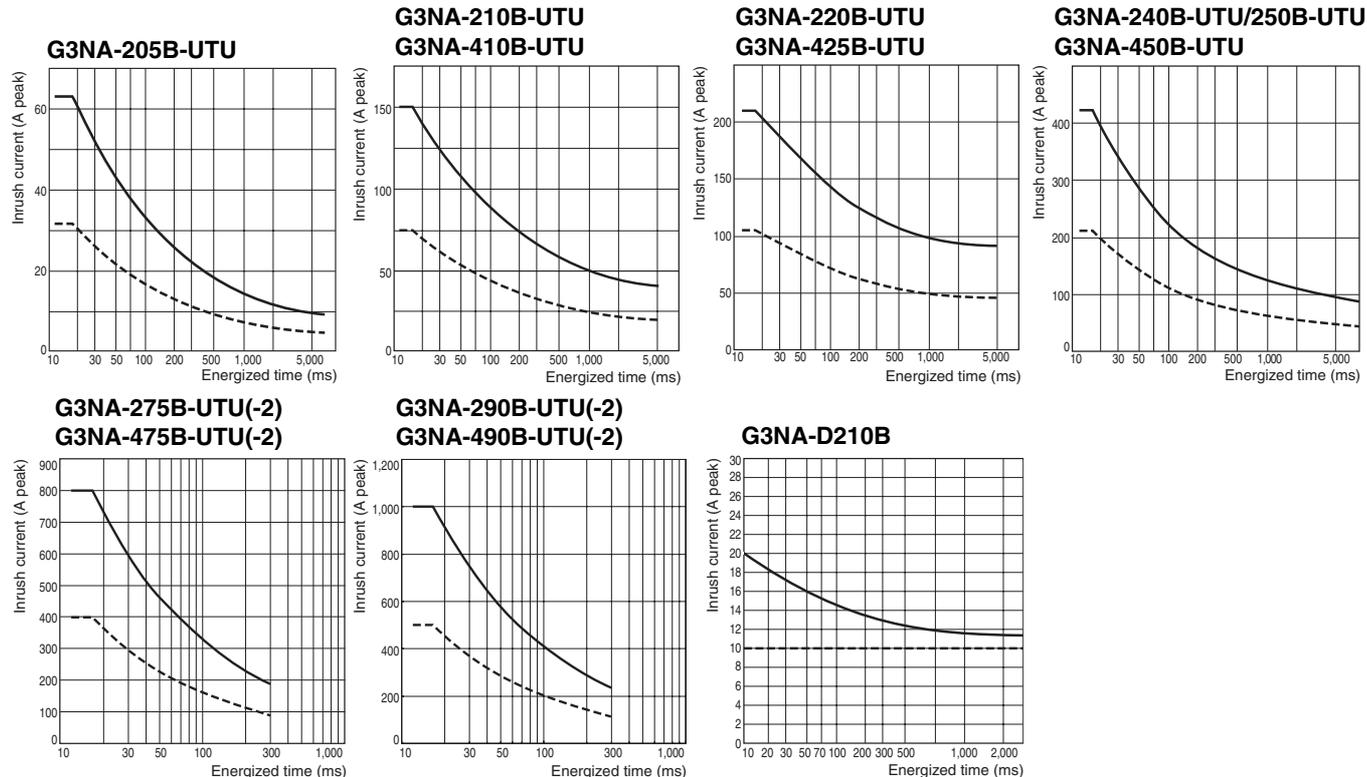 G3NA-205B-UTU
Inrush current (A peak)
60
40
20
0
10 30 50 100 200 500 1,000 5,000
Energized time (ms)
G3NA-210B-UTU
G3NA-410B-UTU
Inrush current (A peak)
150
100
50
0
10 30 50 100 200 500 1,000 5,000
Energized time (ms)
G3NA-220B-UTU
G3NA-425B-UTU
Inrush current (A peak)
200
150
100
50
0
10 30 50 100 200 500 1,000 5,000
Energized time (ms)
G3NA-240B-UTU/250B-UTU
G3NA-450B-UTU
Inrush current (A peak)
400
300
200
100
0
10 30 50 100 200 500 1,000 5,000
Energized time (ms)
G3NA-275B-UTU(-2)
G3NA-475B-UTU(-2)
Inrush current (A peak)
900
800
700
600
500
400
300
200
100
0
10 30 100 300 1,000
Energized time (ms)
G3NA-290B-UTU(-2)
G3NA-490B-UTU(-2)
Inrush current (A peak)
1,200
1,000
800
600
400
200
0
10 30 100 300 1,000
Energized time (ms)
G3NA-D210B
Inrush current (A peak)
30
28
26
24
22
20
18
16
14
12
10
8
6
4
2
0
10 20 30 50 70 100 200 300 500 1,000 2,000
Energized time (ms)